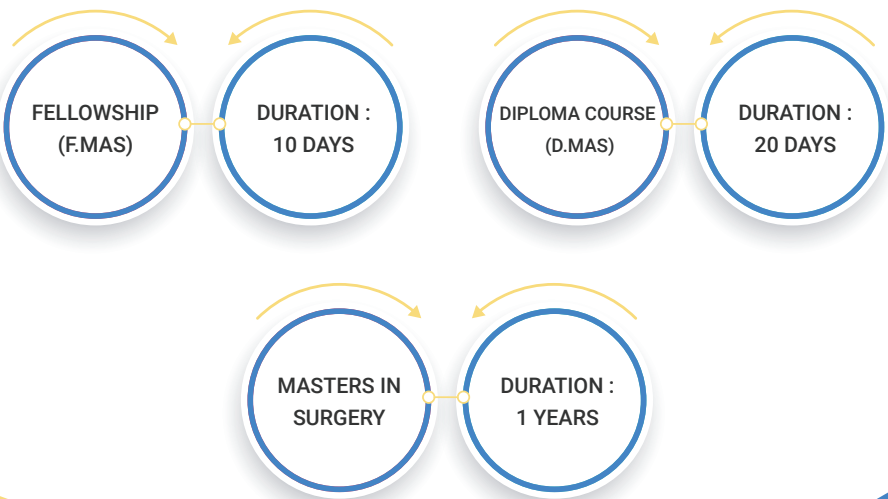 FELLOWSHIP
(F.MAS)
DURATION :
10 DAYS
DIPLOMA COURSE
(D.MAS)
DURATION :
20 DAYS
MASTERS IN
SURGERY
DURATION :
1 YEARS